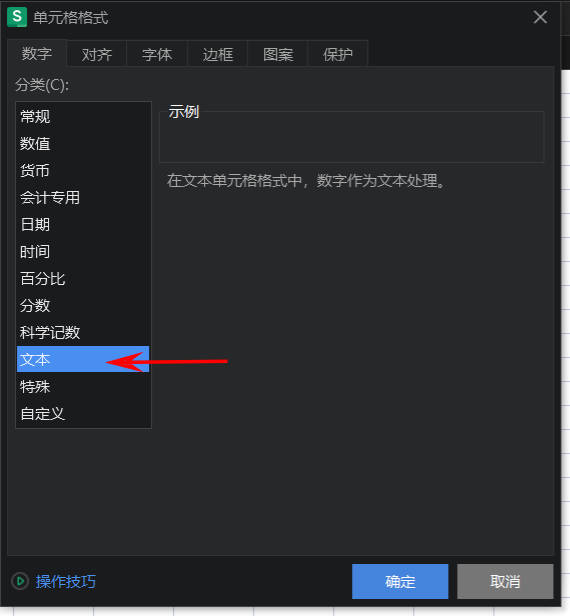 S 单元格格式
数字 对齐 字体 边框 图案 保护
分类(C):
常规
数值
货币
会计专用
日期
时间
百分比
分数
科学记数
文本
特殊
自定义
示例
在文本单元格格式中，数字作为文本处理。
操作技巧
确定 取消